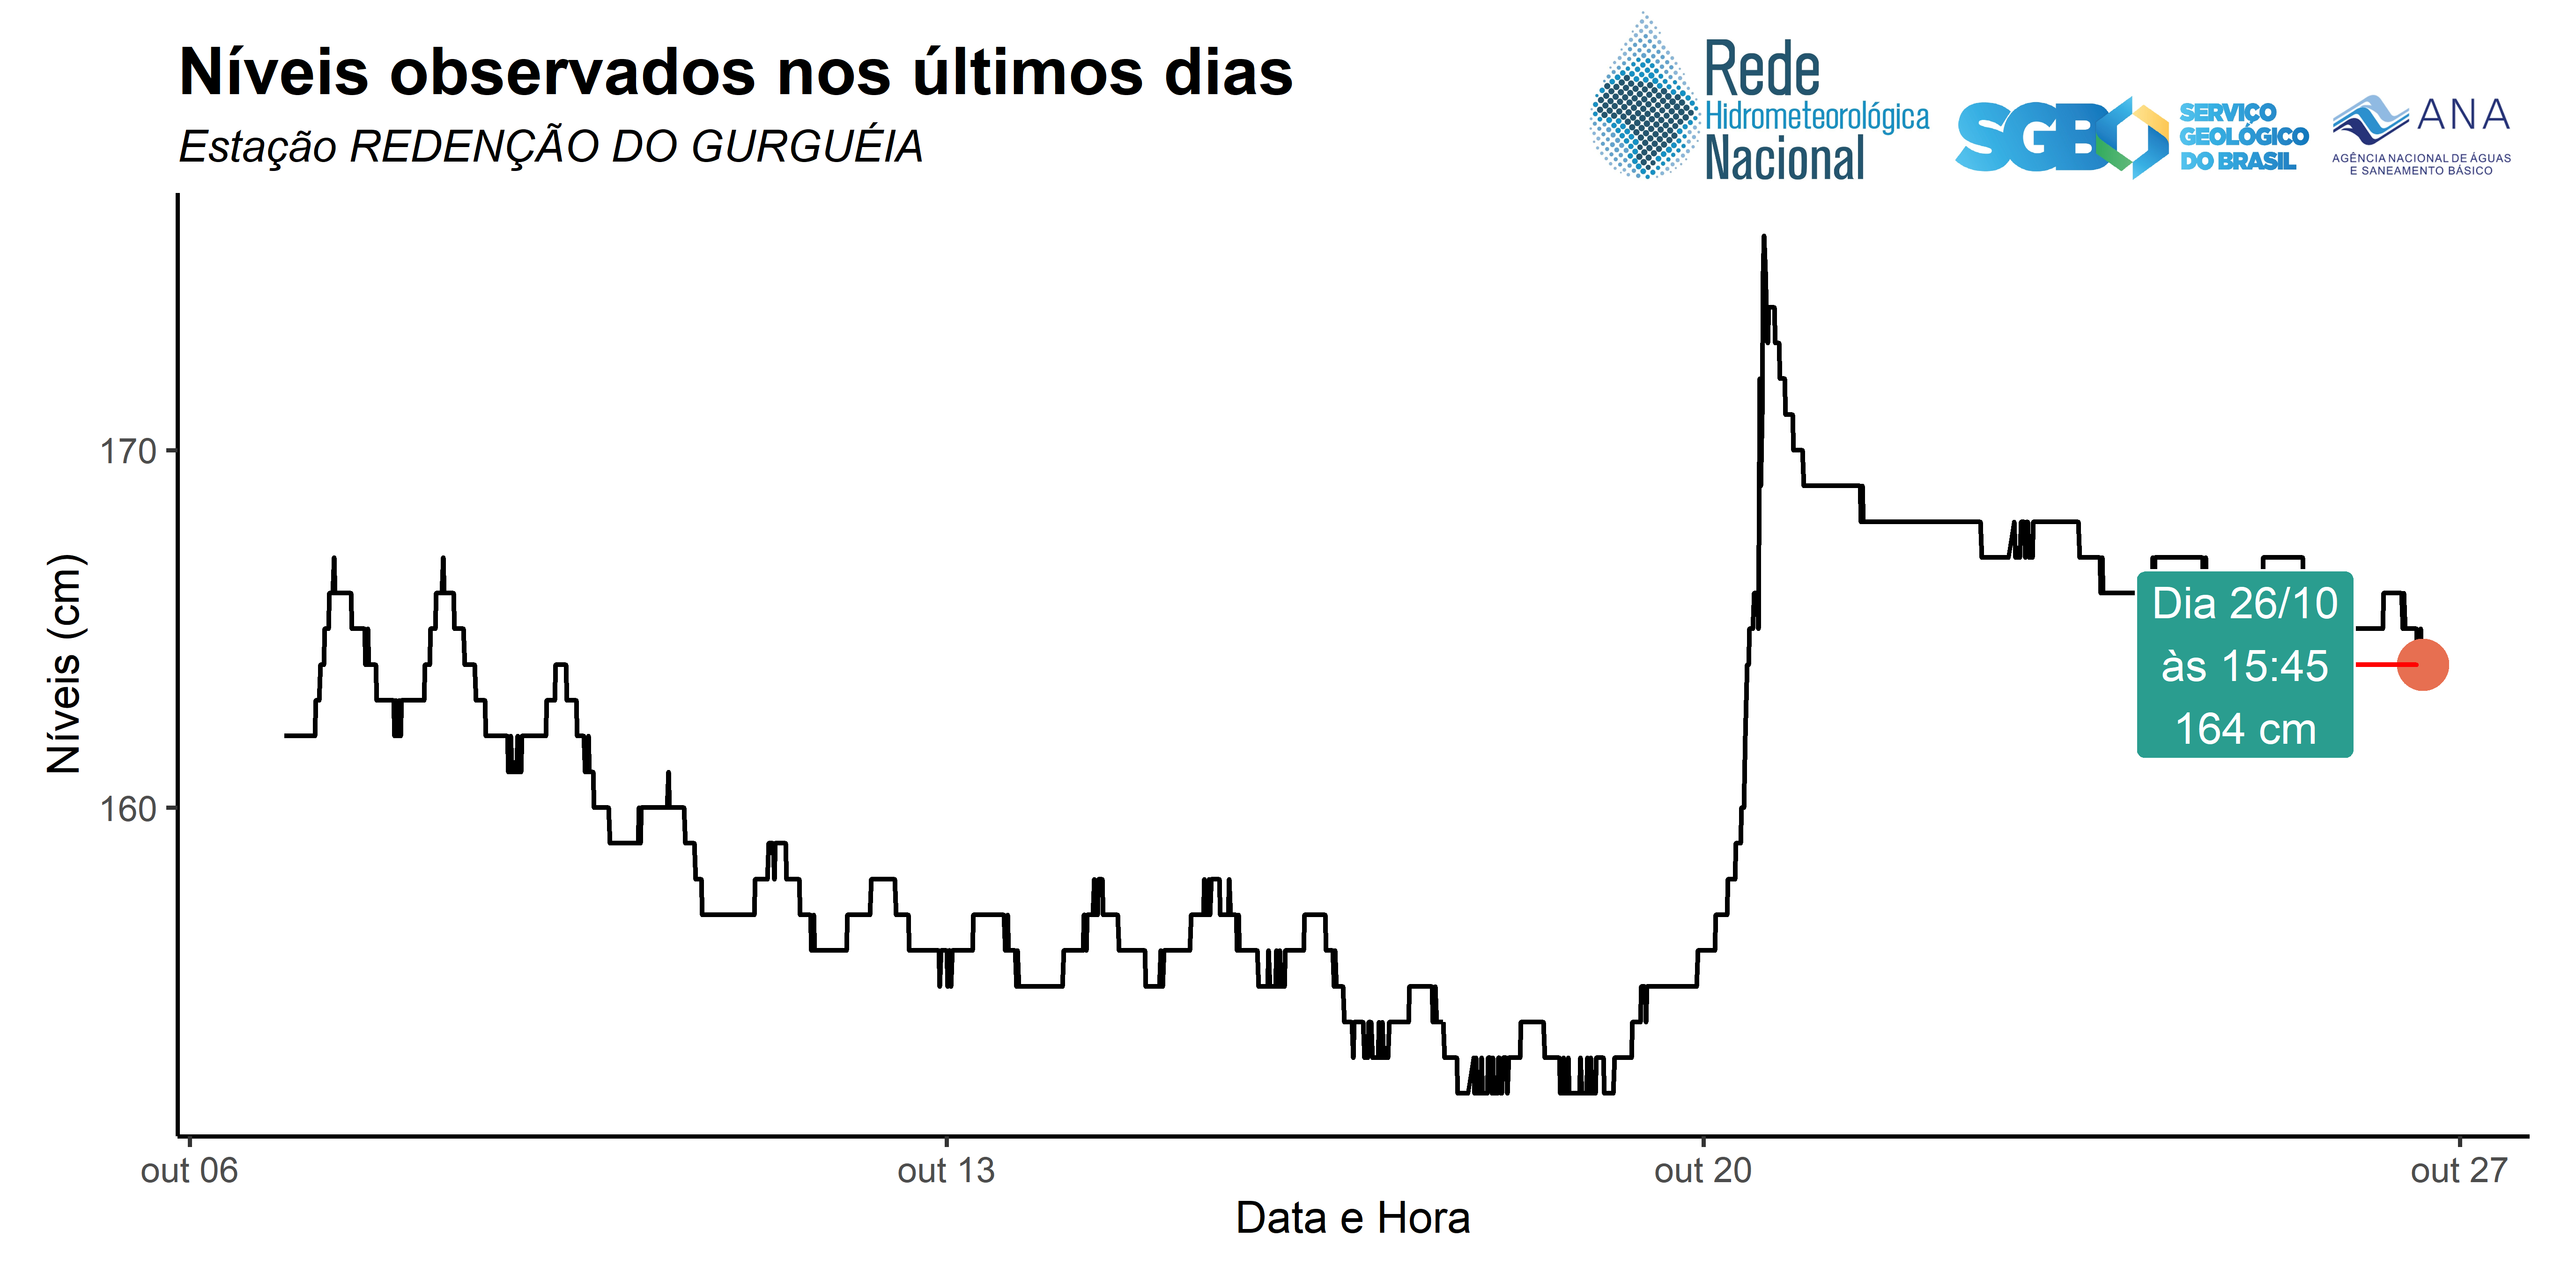 Níveis observados nos últimos dias
Estação REDENÇÃO DO GURGUÉIA
Rede
Hidrometeorológica
Nacional
SGB
SERVIÇO
GEOLÓGICO
DO BRASIL
ANA
AGÊNCIA NACIONAL DE ÁGUAS
E SANEAMENTO BÁSICO
Níveis (cm)
170
160
Dia 26/10
às 15:45
164 cm
out 06
out 13
out 20
out 27
Data e Hora